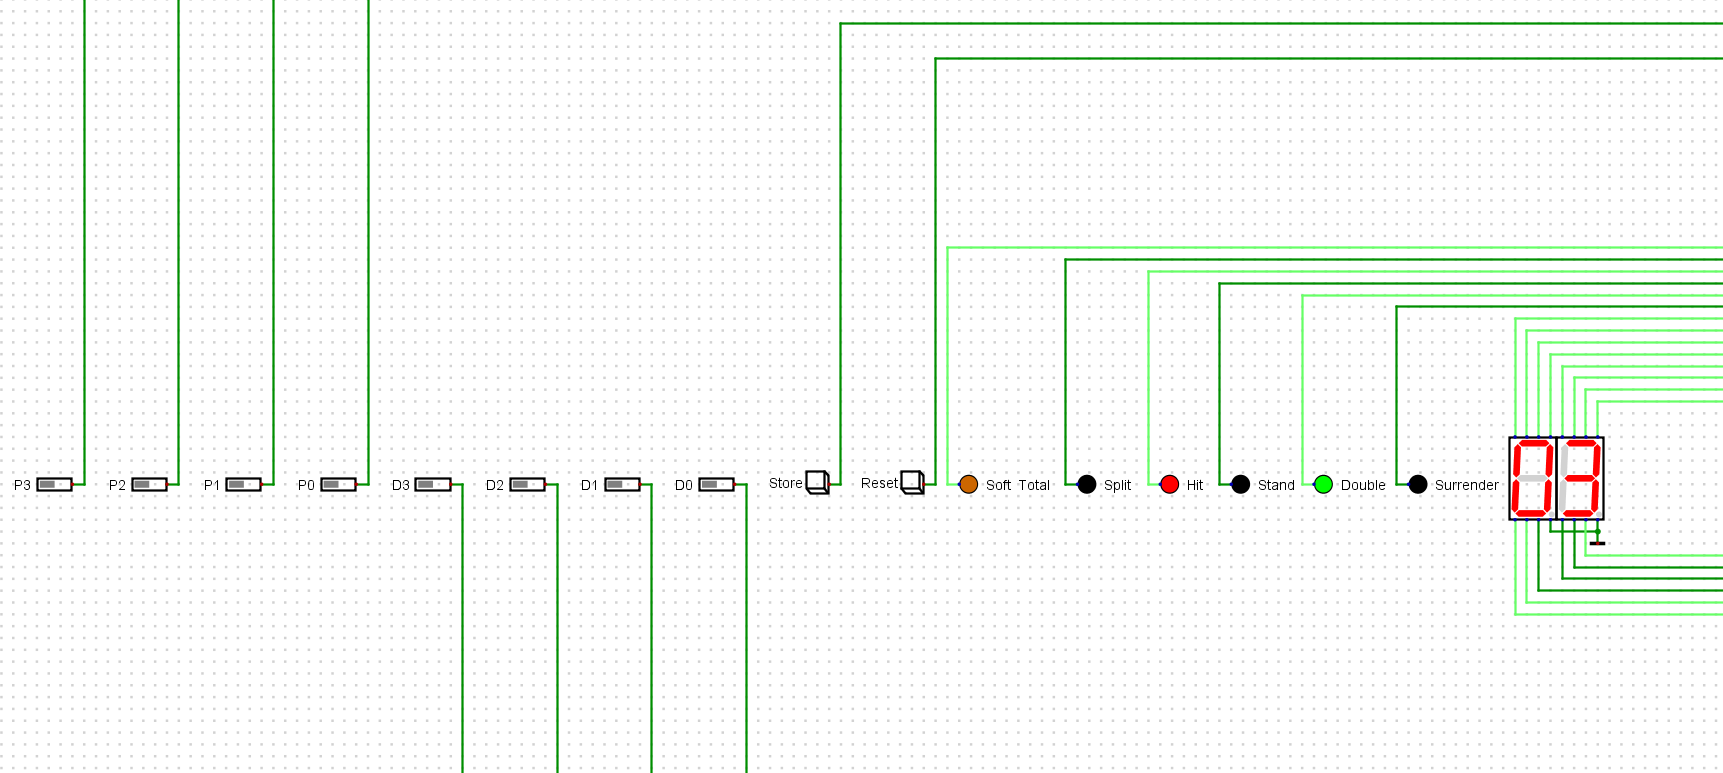 P3 P2 P1 P0 D3 D2 D1 D0 Store Reset Soft Total Split Hit Stand Double Surrender 03